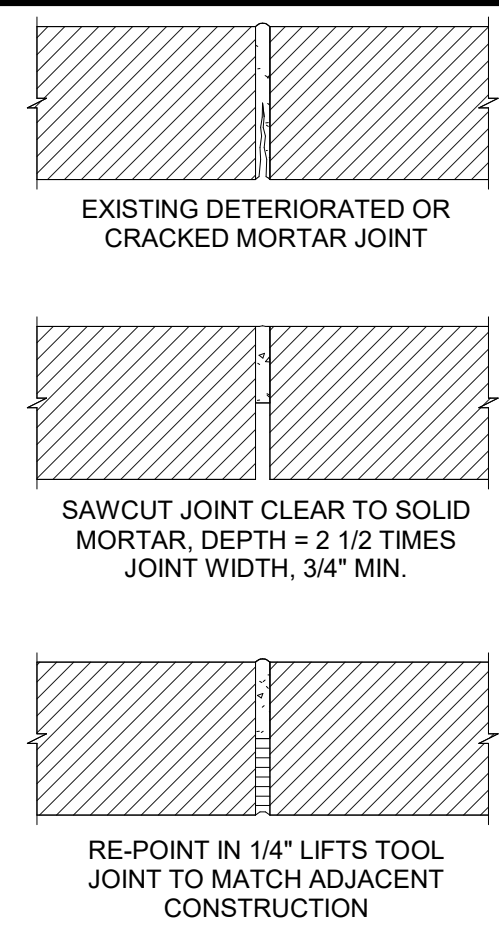 EXISTING DETERIORATED OR
CRACKED MORTAR JOINT
SAWCUT JOINT CLEAR TO SOLID
MORTAR, DEPTH = 2 1/2 TIMES
JOINT WIDTH, 3/4" MIN.
RE-POINT IN 1/4" LIFTS TOOL
JOINT TO MATCH ADJACENT
CONSTRUCTION